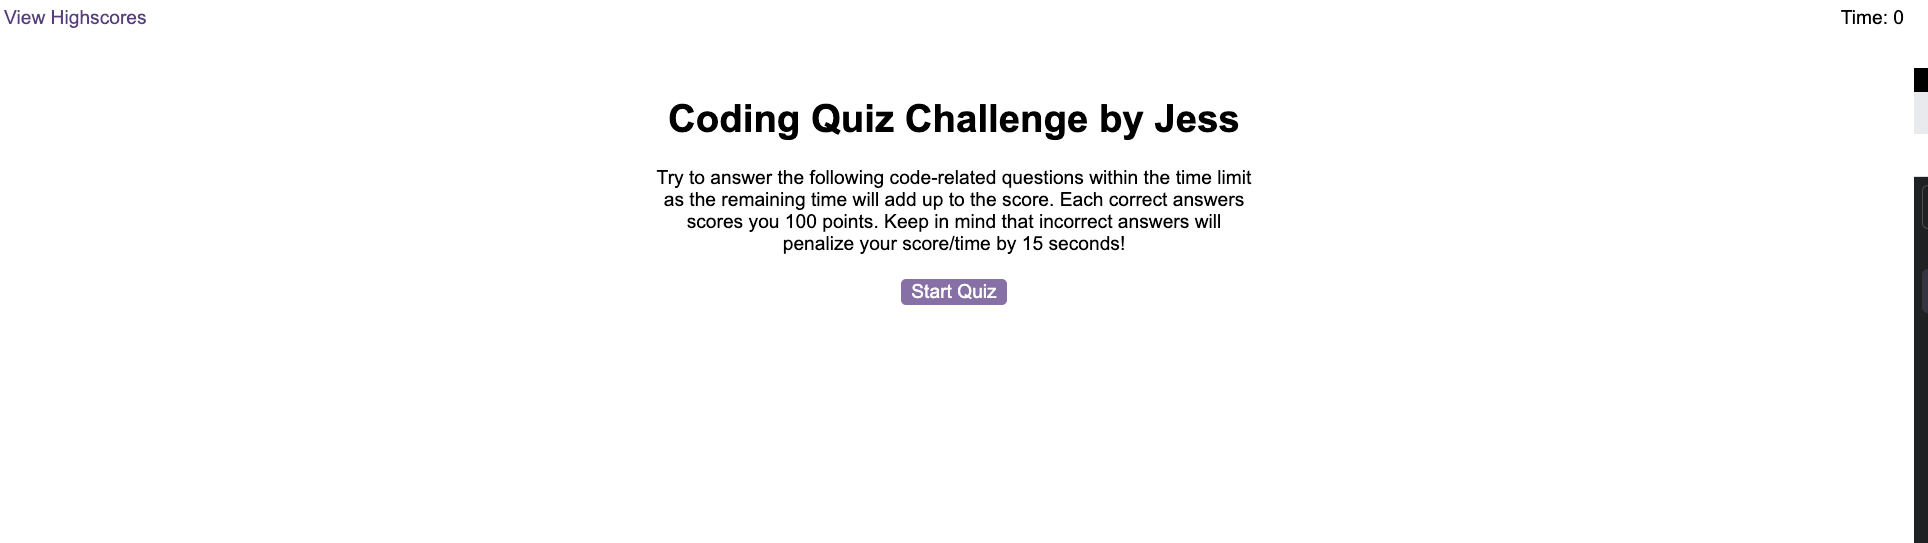 View Highscores
Time: 0
Coding Quiz Challenge by Jess
Try to answer the following code-related questions within the time limit
as the remaining time will add up to the score. Each correct answers
scores you 100 points. Keep in mind that incorrect answers will
penalize your score/time by 15 seconds!
Start Quiz